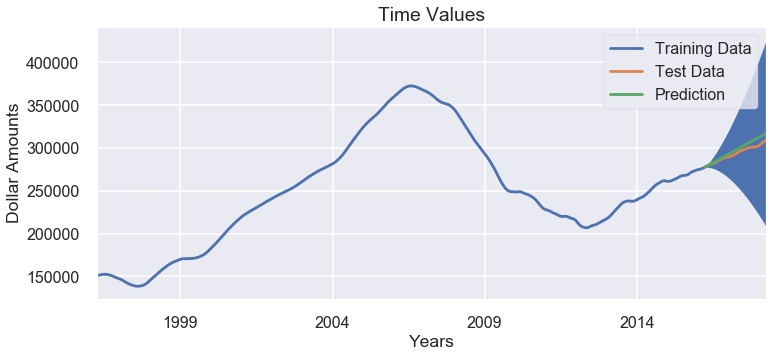 Time Values
Training Data
Test Data
Prediction
Dollar Amounts
400000
350000
300000
250000
200000
150000
1999 2004 2009 2014
Years